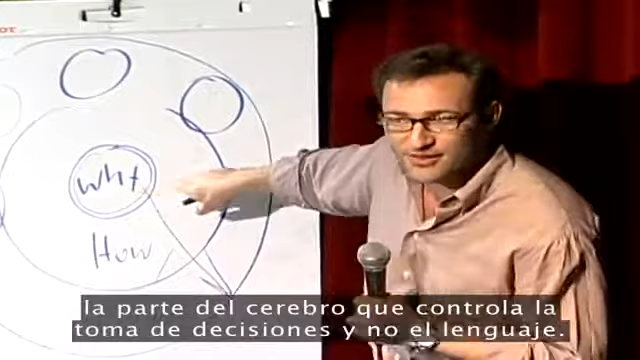 why
How
la parte del cerebro que controla la
toma de decisiones y no el lenguaje.